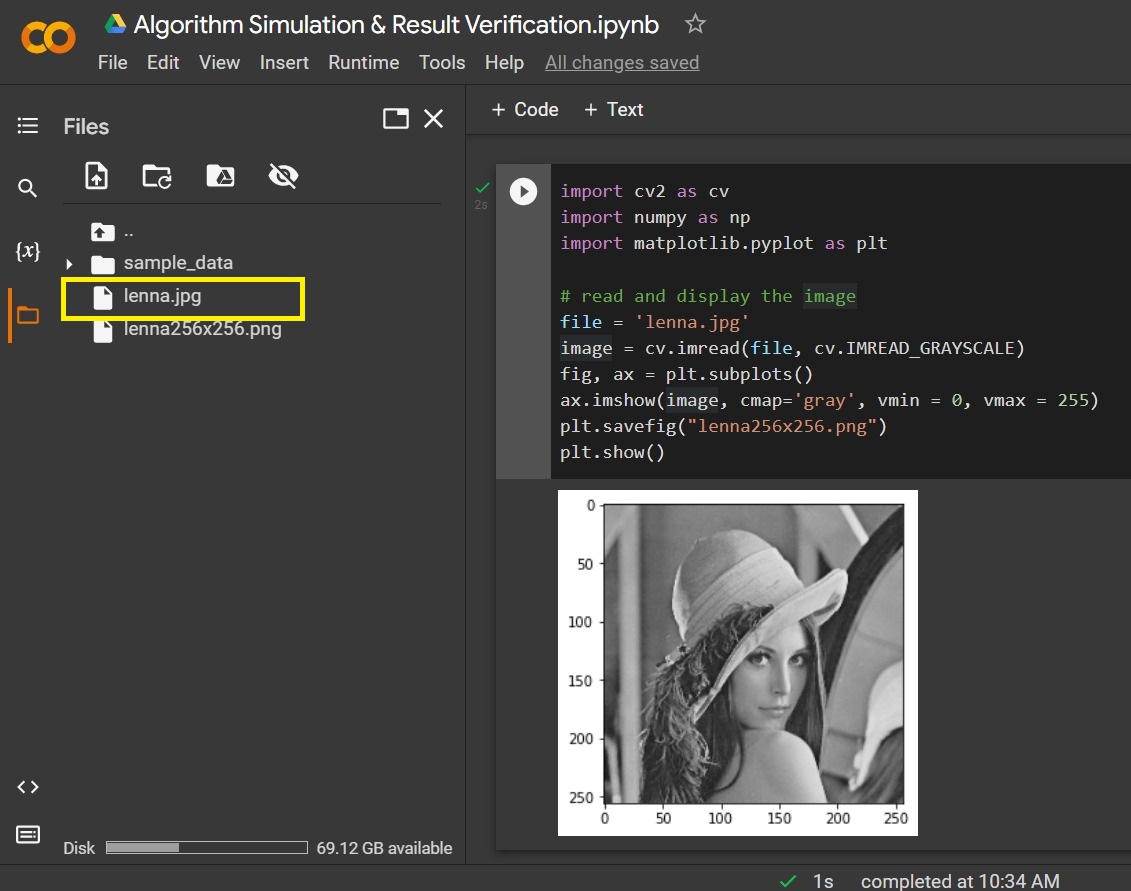 Algorithm Simulation & Result Verification.ipynb
File Edit View Insert Runtime Tools Help All changes saved
Files
..
sample_data
lenna.jpg
lenna256x256.png
{x}
Disk 69.12 GB available
+ Code + Text
2s
import cv2 as cv
import numpy as np
import matplotlib.pyplot as plt
# read and display the image
file = 'lenna.jpg'
image = cv.imread(file, cv.IMREAD_GRAYSCALE)
fig, ax = plt.subplots()
ax.imshow(image, cmap='gray', vmin = 0, vmax = 255)
plt.savefig("lenna256x256.png")
plt.show()
0
50
100
150
200
250
0 50 100 150 200 250
1s completed at 10:34 AM